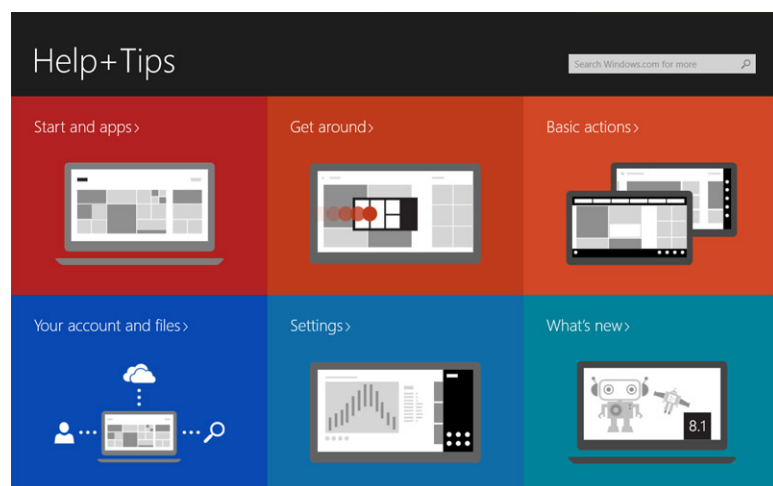 Help+Tips
Search Windows.com for more
Start and apps>
Get around>
Basic actions>
Your account and files>
Settings>
What's new>
8.1